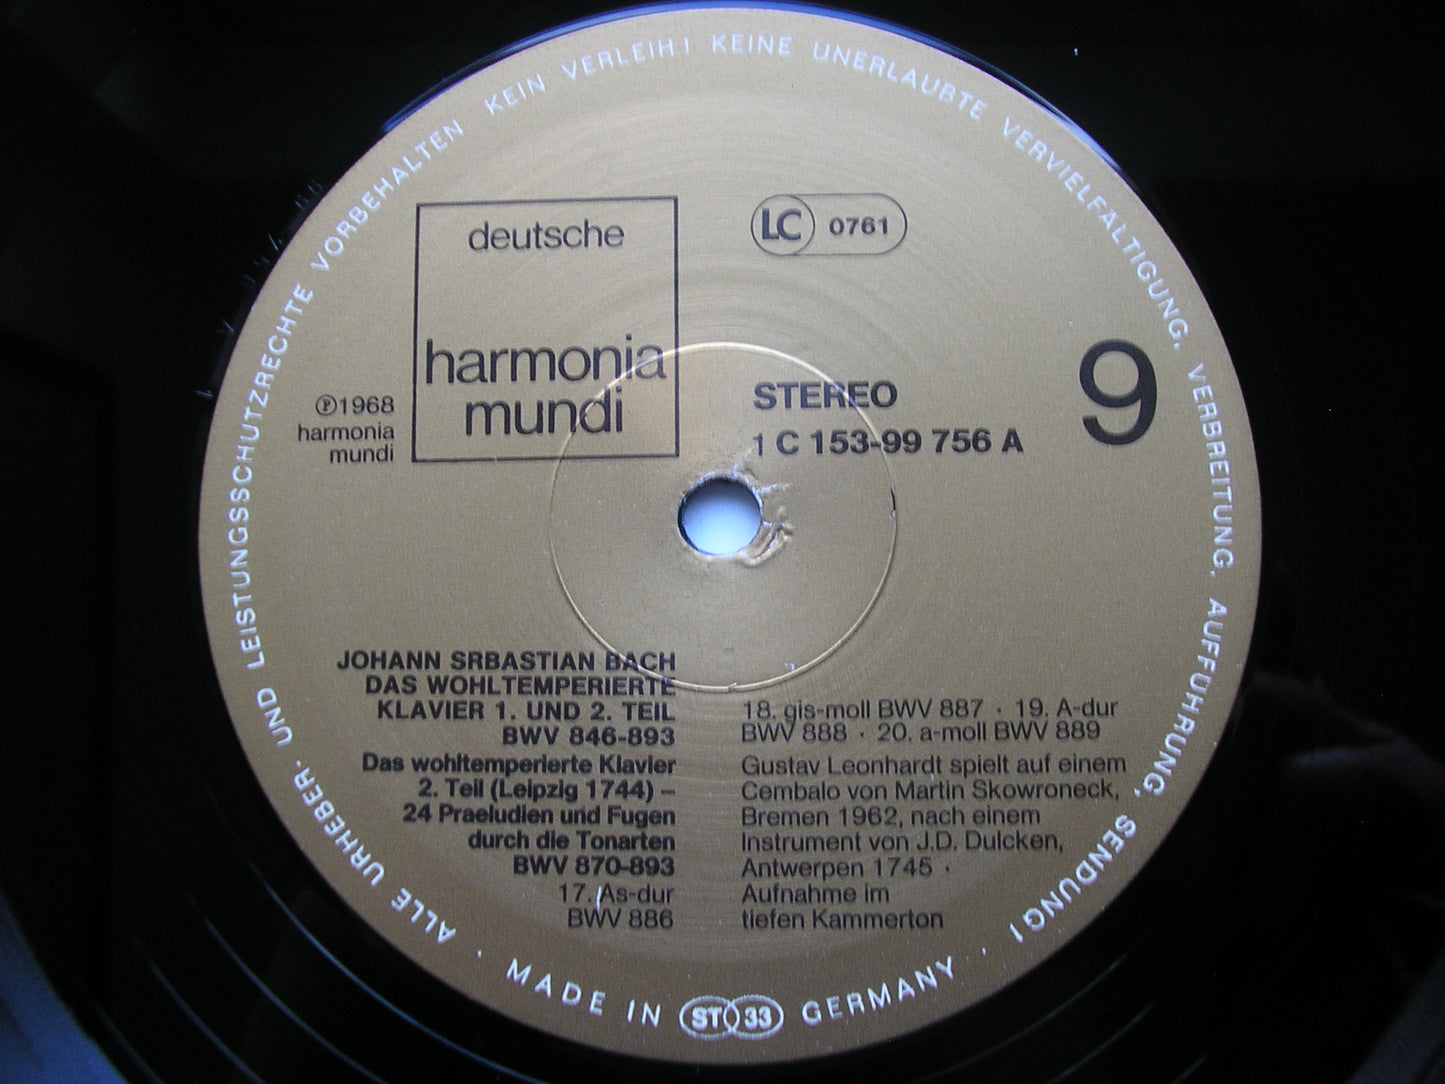 ALLE URHEBER- UND LEISTUNGSSCHUTZRECHTE VORBEHALTEN KEIN VERLEIH! KEINE UNERLAUBTE VERVIELFALTIGUNG, VERBREITUNG, AUFFUHRUNG, SENDUNG!
deutsche
harmonia
mundi
LC 0761
℗1968
harmonia
mundi
STEREO
1 C 153-99 756 A
9
JOHANN SRBASTIAN BACH
DAS WOHLTEMPERIERTE
KLAVIER 1. UND 2. TEIL
BWV 846-893
Das wohltemperierte Klavier
2. Teil (Leipzig 1744) –
24 Praeludien und Fugen
durch die Tonarten
BWV 870-893
17. As-dur
BWV 886
18. gis-moll BWV 887 · 19. A-dur
BWV 888 · 20. a-moll BWV 889
Gustav Leonhardt spielt auf einem
Cembalo von Martin Skowroneck,
Bremen 1962, nach einem
Instrument von J.D. Dulcken,
Antwerpen 1745 ·
Aufnahme im
tiefen Kammerton
· MADE IN ST 33 GERMANY ·